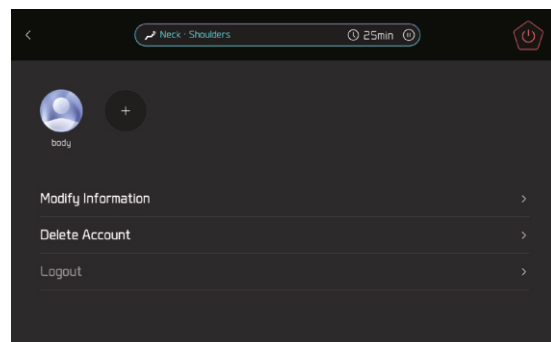 Neck · Shoulders 25min
body
Modify Information
Delete Account
Logout